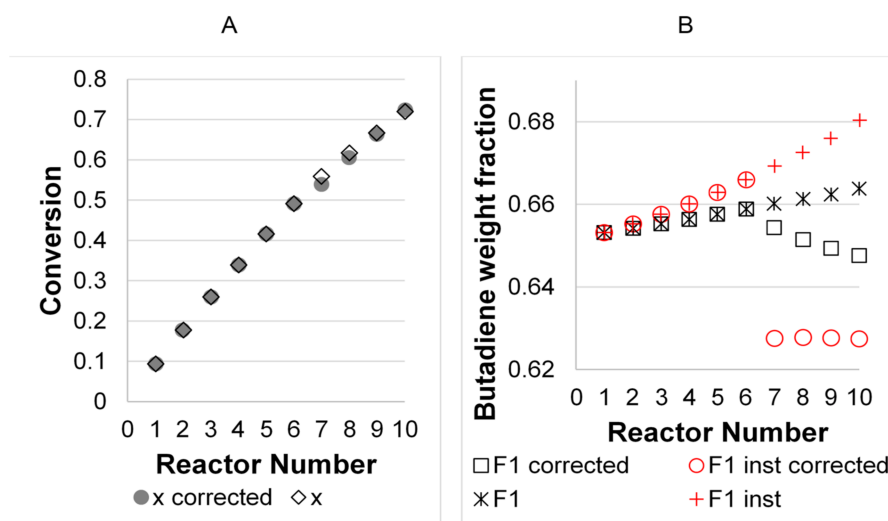 A
B
Conversion
0.8
0.7
0.6
0.5
0.4
0.3
0.2
0.1
0
0 1 2 3 4 5 6 7 8 9 10
Reactor Number
x corrected x
Butadiene weight fraction
0.68
0.66
0.64
0.62
0 1 2 3 4 5 6 7 8 9 10
Reactor Number
F1 corrected F1 inst corrected
F1 F1 inst